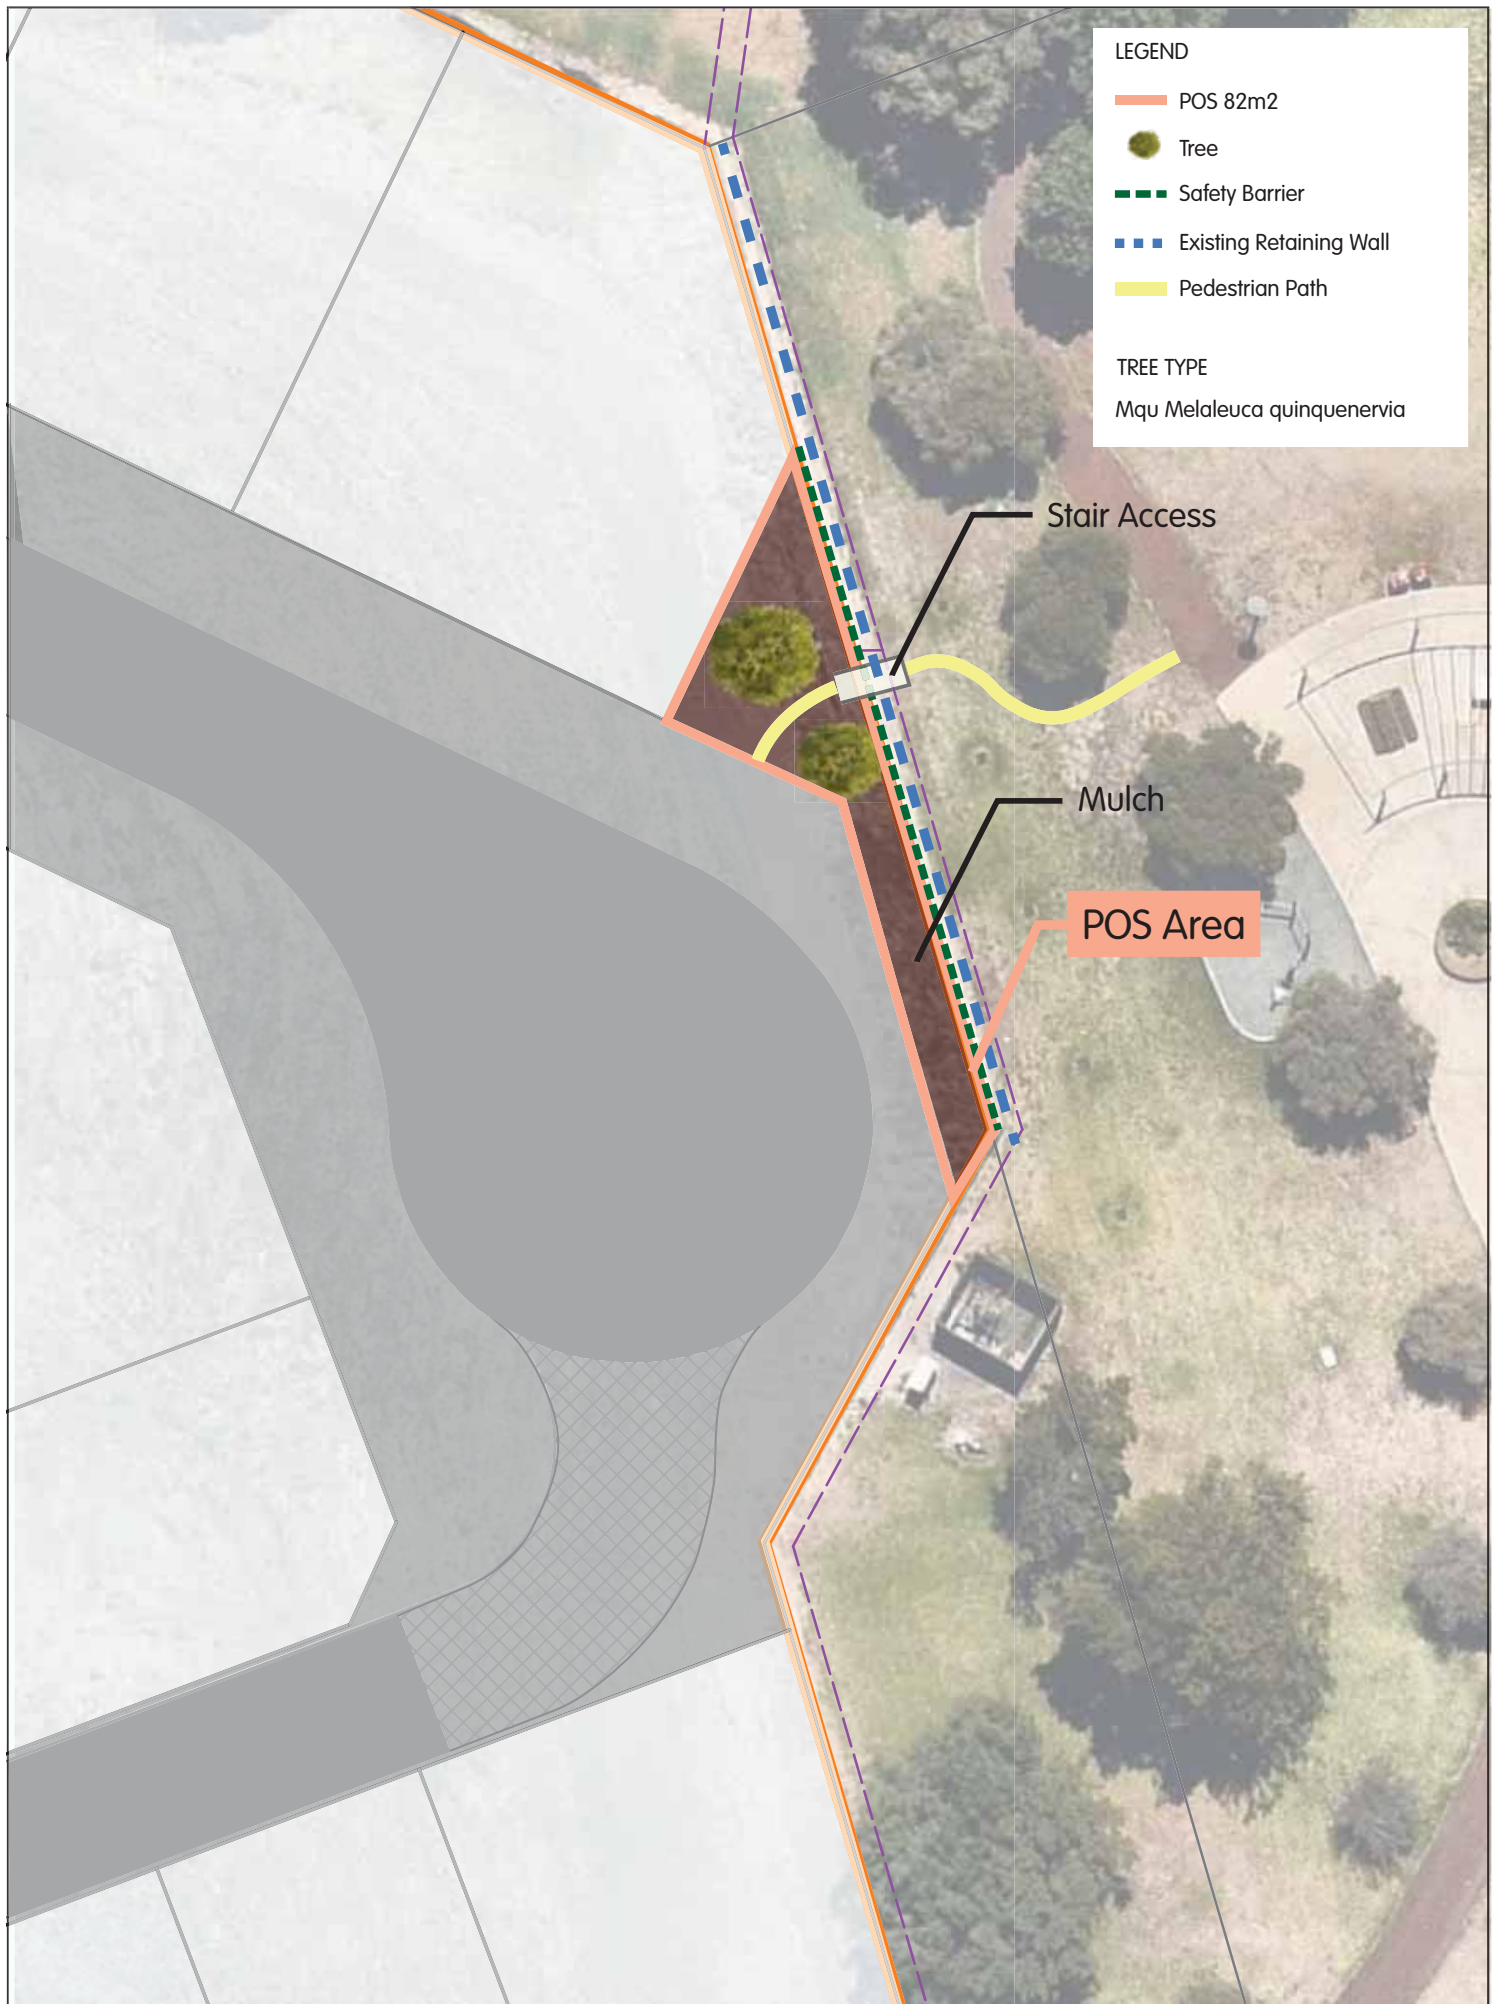 LEGEND
POS 82m2
Tree
Safety Barrier
Existing Retaining Wall
Pedestrian Path
TREE TYPE
Mqu Melaleuca quinquenervia
Stair Access
Mulch
POS Area